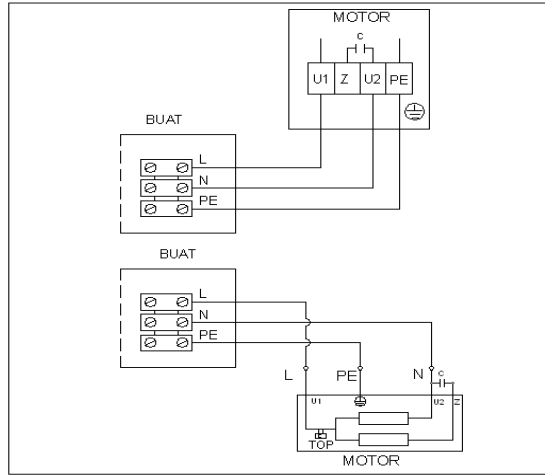 MOTOR
C
U1 Z U2 PE
BUAT
L
N
PE
BUAT
L
N
PE
L PE N C
U1 U2 Z
TOP
MOTOR